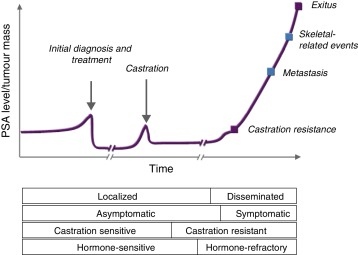 Exitus
Skeletal-
related events
Initial diagnosis and
treatment
Castration
Metastasis
Castration resistance
PSA level/tumour mass
Time
Localized Disseminated
Asymptomatic Symptomatic
Castration sensitive Castration resistant
Hormone-sensitive Hormone-refractory